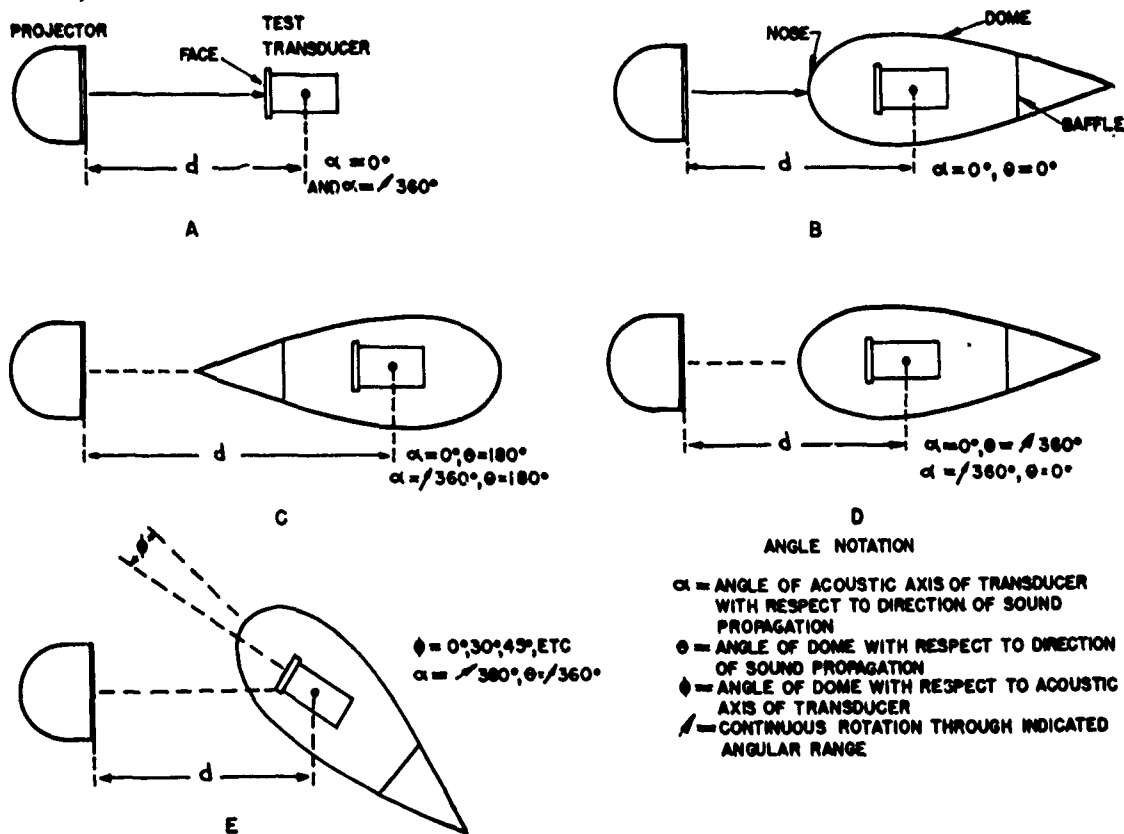 PROJECTOR
TEST
TRANSDUCER
FACE
d
α = 0°
AND α = ↗ 360°
A
NOSE
DOME
BAFFLE
d
α = 0°, θ = 0°
B
d
α = 0°, θ = 180°
α = ↗ 360°, θ = 180°
C
d
α = 0°, θ = ↗ 360°
α = ↗ 360°, θ = 0°
D
ϕ
ϕ = 0°, 30°, 45°, ETC
α = ↗ 360°, θ = ↗ 360°
d
E
ANGLE NOTATION
α = ANGLE OF ACOUSTIC AXIS OF TRANSDUCER
WITH RESPECT TO DIRECTION OF SOUND
PROPAGATION
θ = ANGLE OF DOME WITH RESPECT TO DIRECTION
OF SOUND PROPAGATION
ϕ = ANGLE OF DOME WITH RESPECT TO ACOUSTIC
AXIS OF TRANSDUCER
↗ = CONTINUOUS ROTATION THROUGH INDICATED
ANGULAR RANGE